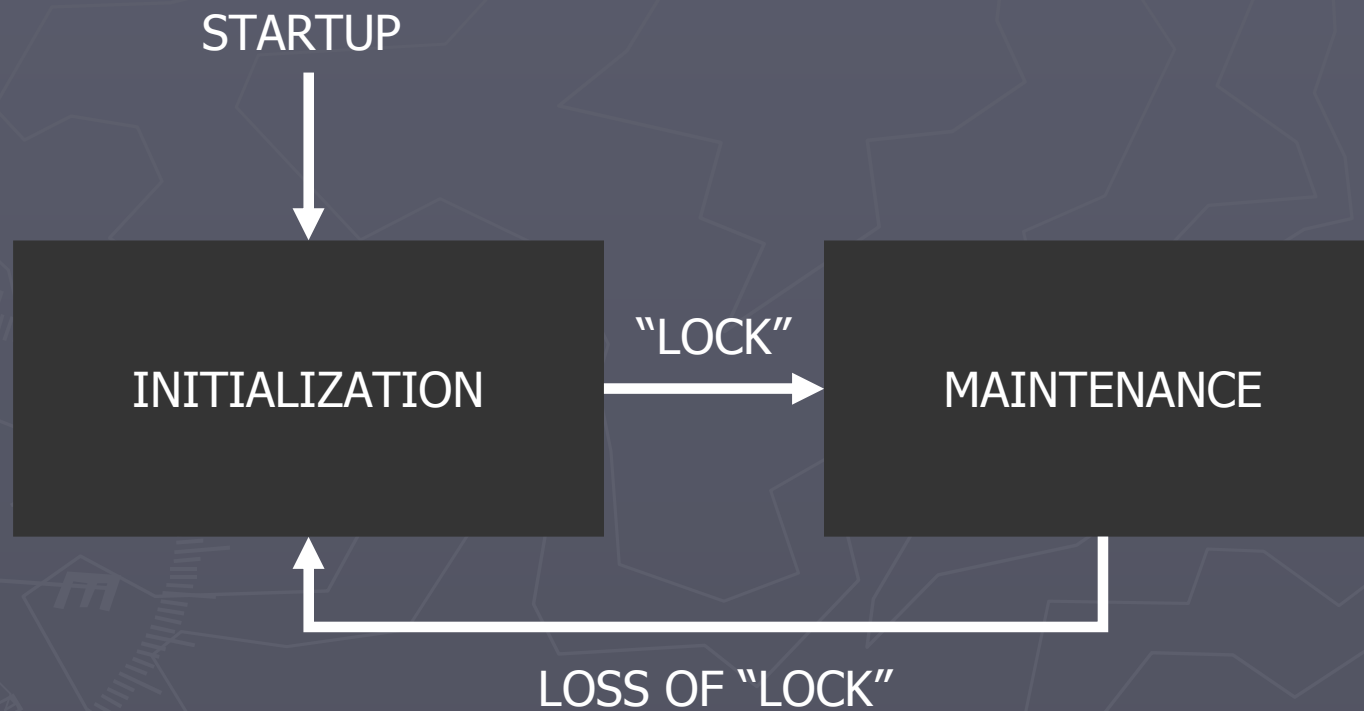 STARTUP
INITIALIZATION
“LOCK”
MAINTENANCE
LOSS OF “LOCK”